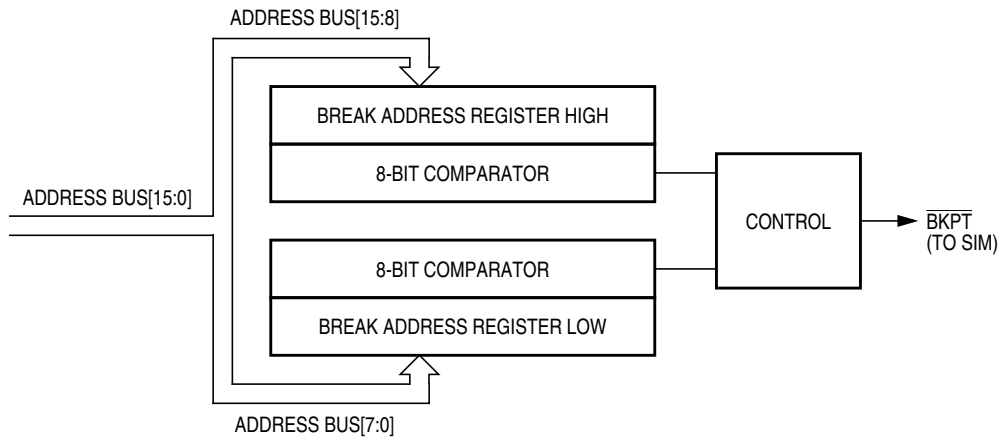 ADDRESS BUS[15:8]
BREAK ADDRESS REGISTER HIGH
8-BIT COMPARATOR
ADDRESS BUS[15:0]
CONTROL
BKPT
(TO SIM)
8-BIT COMPARATOR
BREAK ADDRESS REGISTER LOW
ADDRESS BUS[7:0]